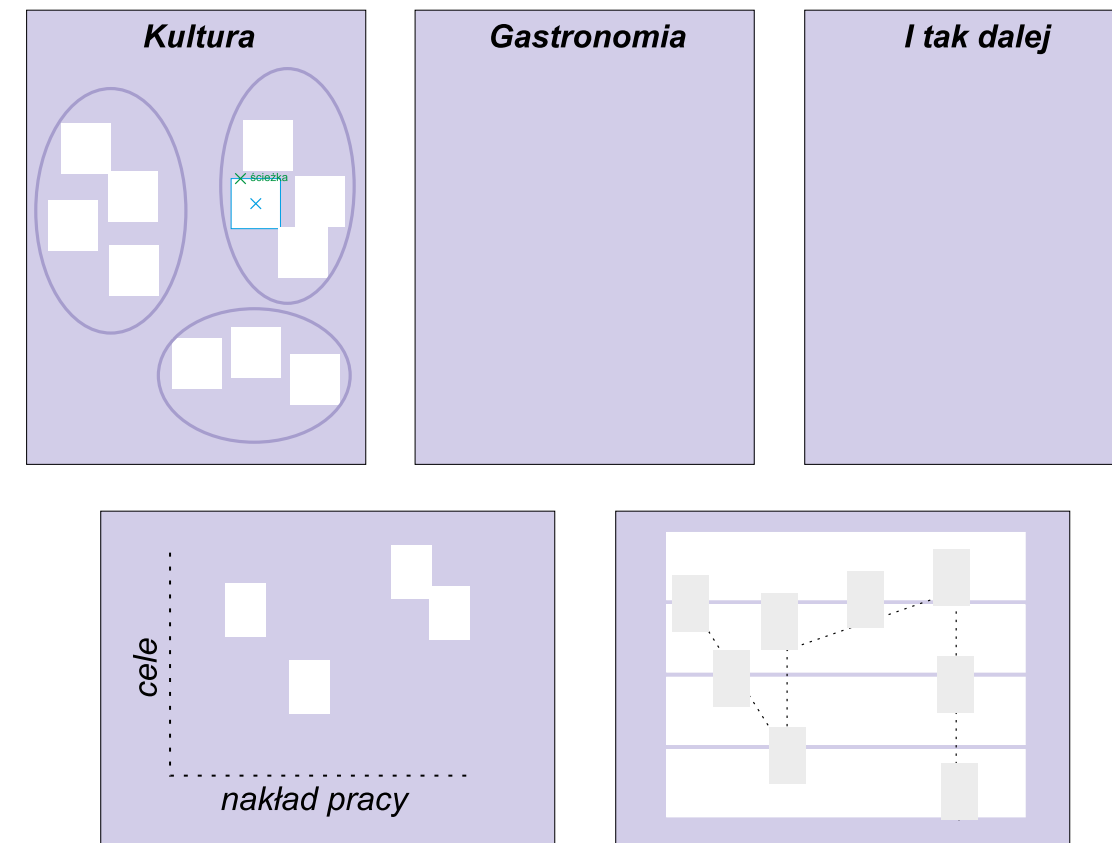 Kultura
Gastronomia
I tak dalej
ścieżka
cele
nakład pracy